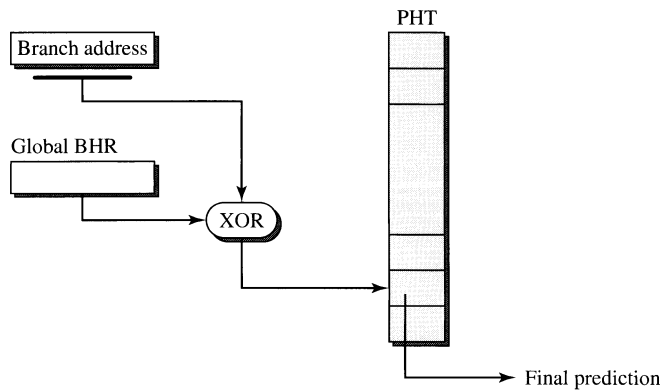 PHT
Branch address
Global BHR
XOR
Final prediction